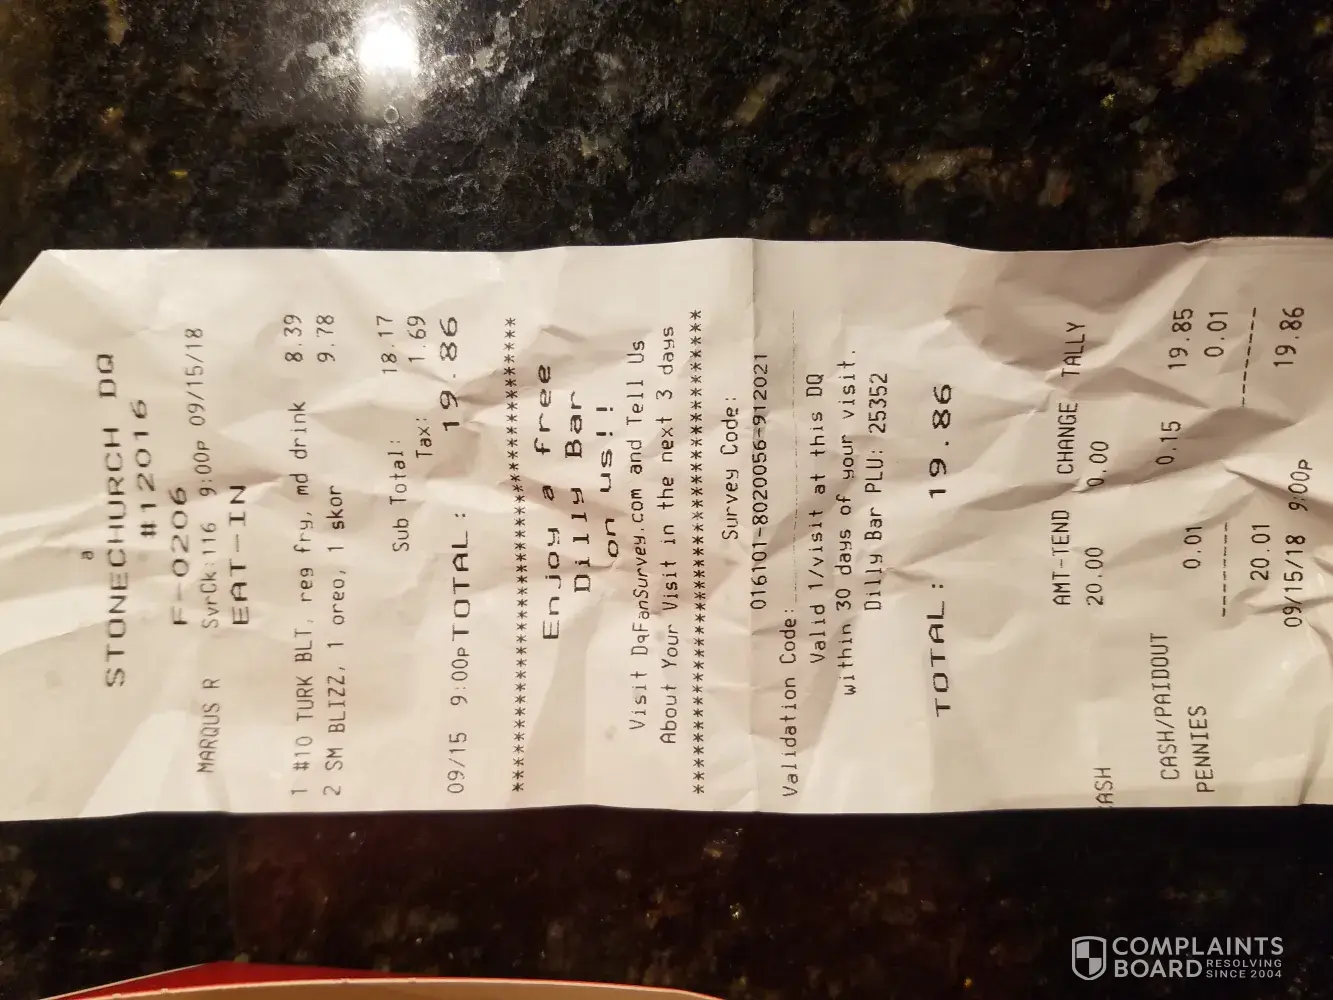 a
STONECHURCH DQ
#12016
F-0206
MARQUS R SvrCk:116 9:00p 09/15/18
EAT-IN
1 #10 TURK BLT, reg fry, md drink 8.39
2 SM BLIZZ, 1 oreo, 1 skor 9.78
Sub Total: 18.17
Tax: 1.69
09/15 9:00pTOTAL: 19.86
****************************************
Enjoy a free
Dilly Bar
on us!!
Visit DqFanSurvey.com and Tell Us
About Your Visit in the next 3 days
****************************************
Survey Code:
016101-8020056-912021
Validation Code:
Valid 1/visit at this DQ
within 30 days of your visit.
Dilly Bar PLU: 25352
TOTAL: 19.86
AMT-TEND CHANGE TALLY
ASH 20.00 0.00
CASH/PAIDOUT 0.15 19.85
PENNIES 0.01 0.01
20.01 19.86
09/15/18 9:00p
COMPLAINTS
BOARD RESOLVING
SINCE 2004